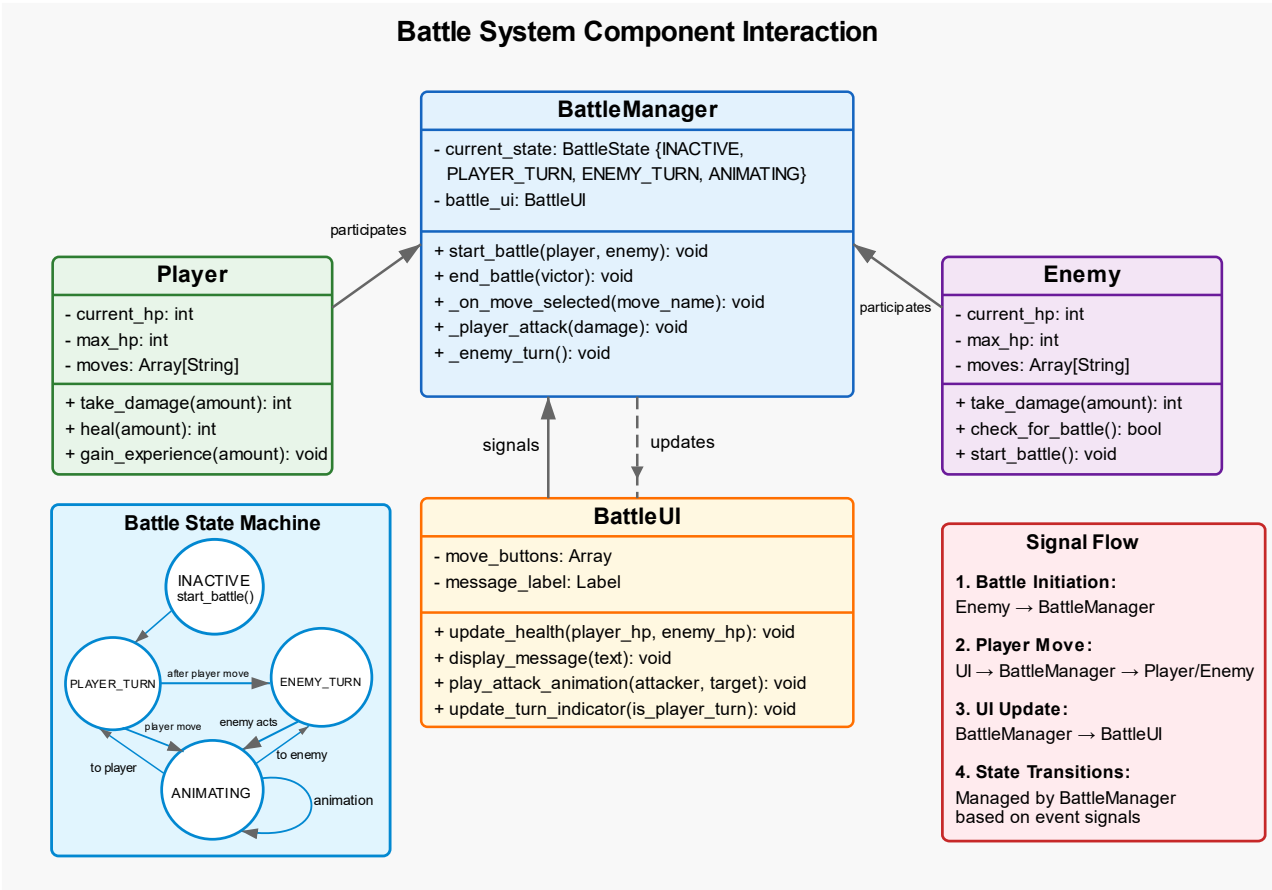 Battle System Component Interaction
BattleManager
- current_state: BattleState {INACTIVE,
PLAYER_TURN, ENEMY_TURN, ANIMATING}
- battle_ui: BattleUI
+ start_battle(player, enemy): void
+ end_battle(victor): void
+ _on_move_selected(move_name): void
+ _player_attack(damage): void
+ _enemy_turn(): void
participates
participates
Player
- current_hp: int
- max_hp: int
- moves: Array[String]
+ take_damage(amount): int
+ heal(amount): int
+ gain_experience(amount): void
Enemy
- current_hp: int
- max_hp: int
- moves: Array[String]
+ take_damage(amount): int
+ check_for_battle(): bool
+ start_battle(): void
signals
updates
BattleUI
- move_buttons: Array
- message_label: Label
+ update_health(player_hp, enemy_hp): void
+ display_message(text): void
+ play_attack_animation(attacker, target): void
+ update_turn_indicator(is_player_turn): void
Battle State Machine
INACTIVE
start_battle()
PLAYER_TURN
after player move
ENEMY_TURN
player move
enemy acts
to player
to enemy
ANIMATING
animation
Signal Flow
1. Battle Initiation:
Enemy → BattleManager
2. Player Move:
UI → BattleManager → Player/Enemy
3. UI Update:
BattleManager → BattleUI
4. State Transitions:
Managed by BattleManager
based on event signals